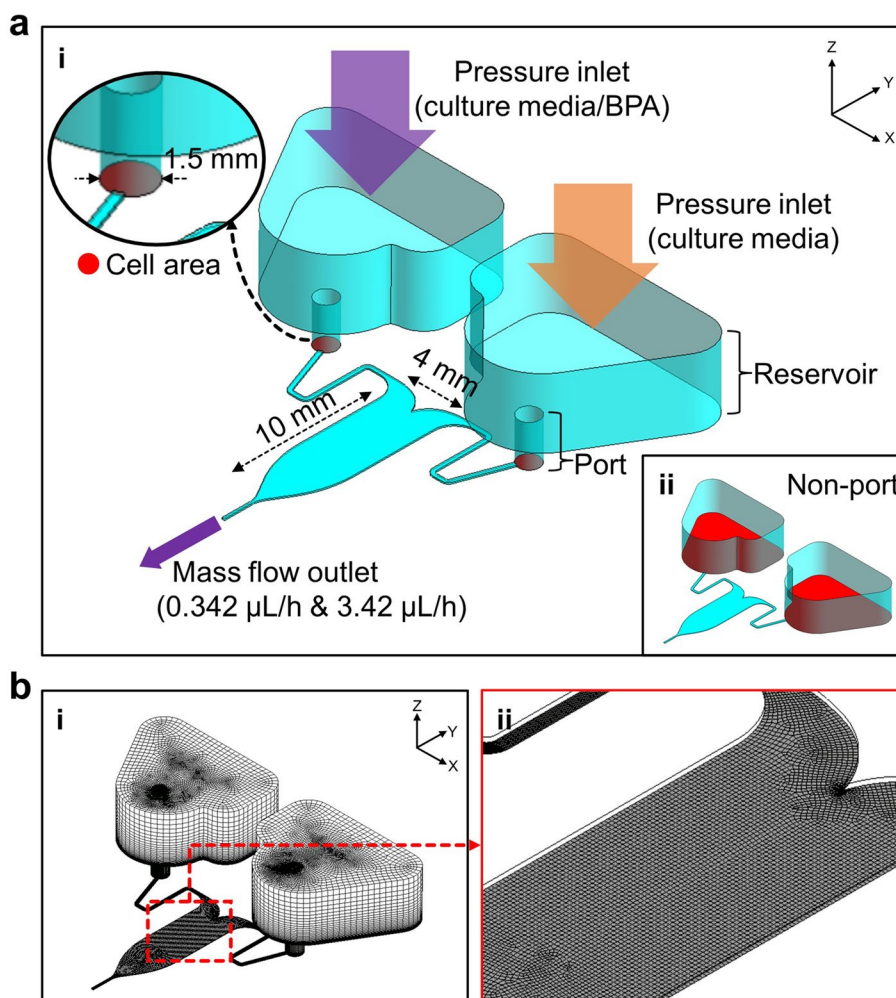 a
i
Pressure inlet
(culture media/BPA)
Z
Y
X
1.5 mm
Pressure inlet
(culture media)
Cell area
4 mm
Reservoir
10 mm
Port
ii
Non-port
Mass flow outlet
(0.342 µL/h & 3.42 µL/h)
b
i
Z
Y
X
ii